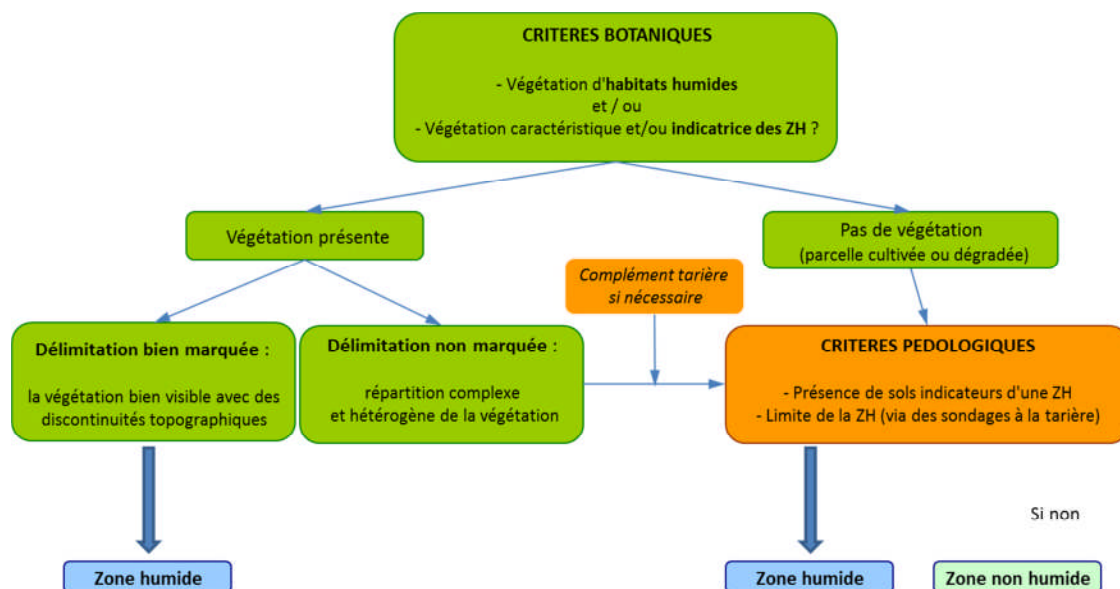 CRITERES BOTANIQUES
- Végétation d'habitats humides
et / ou
- Végétation caractéristique et/ou indicatrice des ZH ?
Végétation présente
Pas de végétation
(parcelle cultivée ou dégradée)
Complément tarière
si nécessaire
Délimitation bien marquée :
la végétation bien visible avec des
discontinuités topographiques
Délimitation non marquée :
répartition complexe
et hétérogène de la végétation
CRITERES PEDOLOGIQUES
- Présence de sols indicateurs d'une ZH
- Limite de la ZH (via des sondages à la tarière)
Si non
Zone humide
Zone humide
Zone non humide